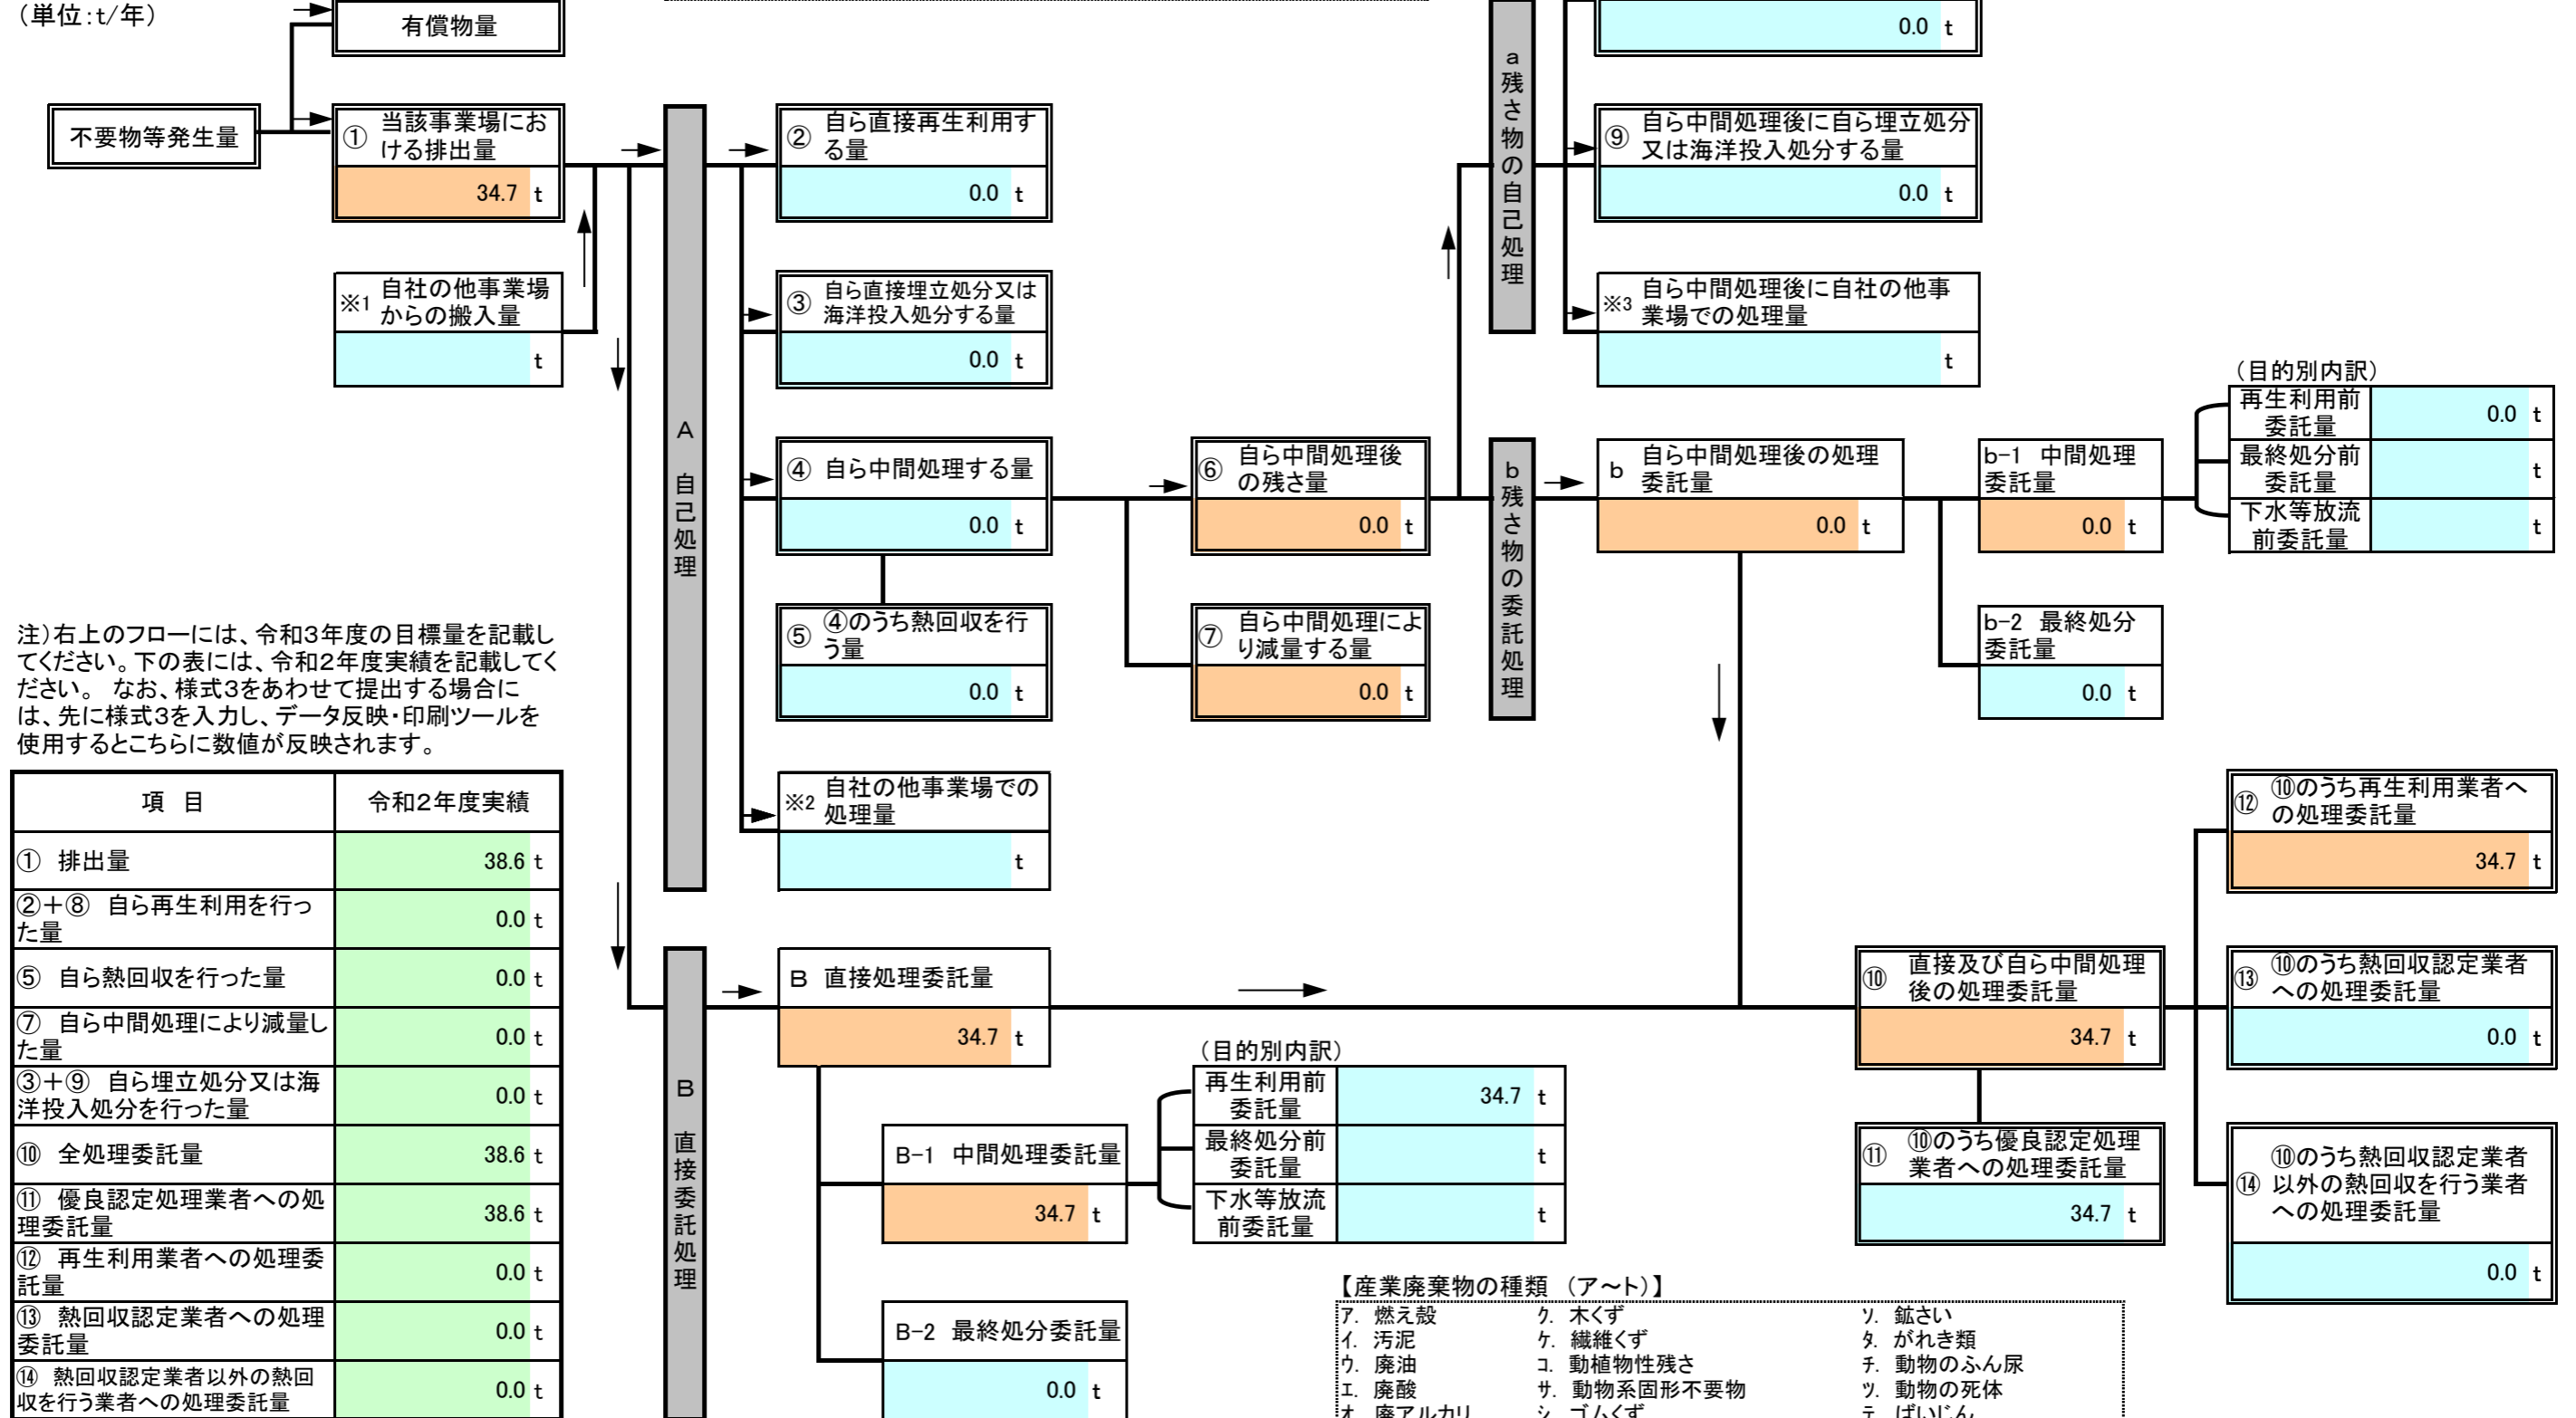 (単位:t/年)
有償物量
不要物等発生量
① 当該事業場にお
ける排出量
34.7 t
※1 自社の他事業場
からの搬入量
t
A 自己処理
② 自ら直接再生利用す
る量
0.0 t
③ 自ら直接埋立処分又は
海洋投入処分する量
0.0 t
④ 自ら中間処理する量
0.0 t
⑤ ④のうち熱回収を行
う量
0.0 t
※2 自社の他事業場での
処理量
t
⑥ 自ら中間処理後
の残さ量
0.0 t
⑦ 自ら中間処理によ
り減量する量
0.0 t
a 残さ物の自己処理
0.0 t
⑨ 自ら中間処理後に自ら埋立処分
又は海洋投入処分する量
0.0 t
※3 自ら中間処理後に自社の他事
業場での処理量
t
b 残さ物の委託処理
b 自ら中間処理後の処理
委託量
0.0 t
b-1 中間処理
委託量
0.0 t
b-2 最終処分
委託量
0.0 t
(目的別内訳)
再生利用前
委託量
0.0 t
最終処分前
委託量
t
下水等放流
前委託量
t
注)右上のフローには、令和3年度の目標量を記載し
てください。下の表には、令和2年度実績を記載してく
ださい。 なお、様式3をあわせて提出する場合に
は、先に様式3を入力し、データ反映・印刷ツールを
使用するとこちらに数値が反映されます。
項 目 令和2年度実績
① 排出量 38.6 t
②+⑧ 自ら再生利用を行っ
た量
0.0 t
⑤ 自ら熱回収を行った量 0.0 t
⑦ 自ら中間処理により減量し
た量
0.0 t
③+⑨ 自ら埋立処分又は海
洋投入処分を行った量
0.0 t
⑩ 全処理委託量 38.6 t
⑪ 優良認定処理業者への処
理委託量
38.6 t
⑫ 再生利用業者への処理委
託量
0.0 t
⑬ 熱回収認定業者への処理
委託量
0.0 t
⑭ 熱回収認定業者以外の熱回
収を行う業者への処理委託量
0.0 t
B 直接委託処理
B 直接処理委託量
34.7 t
B-1 中間処理委託量
34.7 t
B-2 最終処分委託量
0.0 t
(目的別内訳)
再生利用前
委託量
34.7 t
最終処分前
委託量
t
下水等放流
前委託量
t
⑩ 直接及び自ら中間処理
後の処理委託量
34.7 t
⑪ ⑩のうち優良認定処理
業者への処理委託量
34.7 t
⑫ ⑩のうち再生利用業者へ
の処理委託量
34.7 t
⑬ ⑩のうち熱回収認定業者
への処理委託量
0.0 t
⑭ ⑩のうち熱回収認定業者
以外の熱回収を行う業者
への処理委託量
0.0 t
【産業廃棄物の種類 (ア~ト)】
ア. 燃え殻 ク. 木くず ソ. 鉱さい
イ. 汚泥 ケ. 繊維くず タ. がれき類
ウ. 廃油 コ. 動植物性残さ チ. 動物のふん尿
エ. 廃酸 サ. 動物系固形不要物 ツ. 動物の死体
オ. 廃アルカリ シ. ゴムくず テ. ばいじん